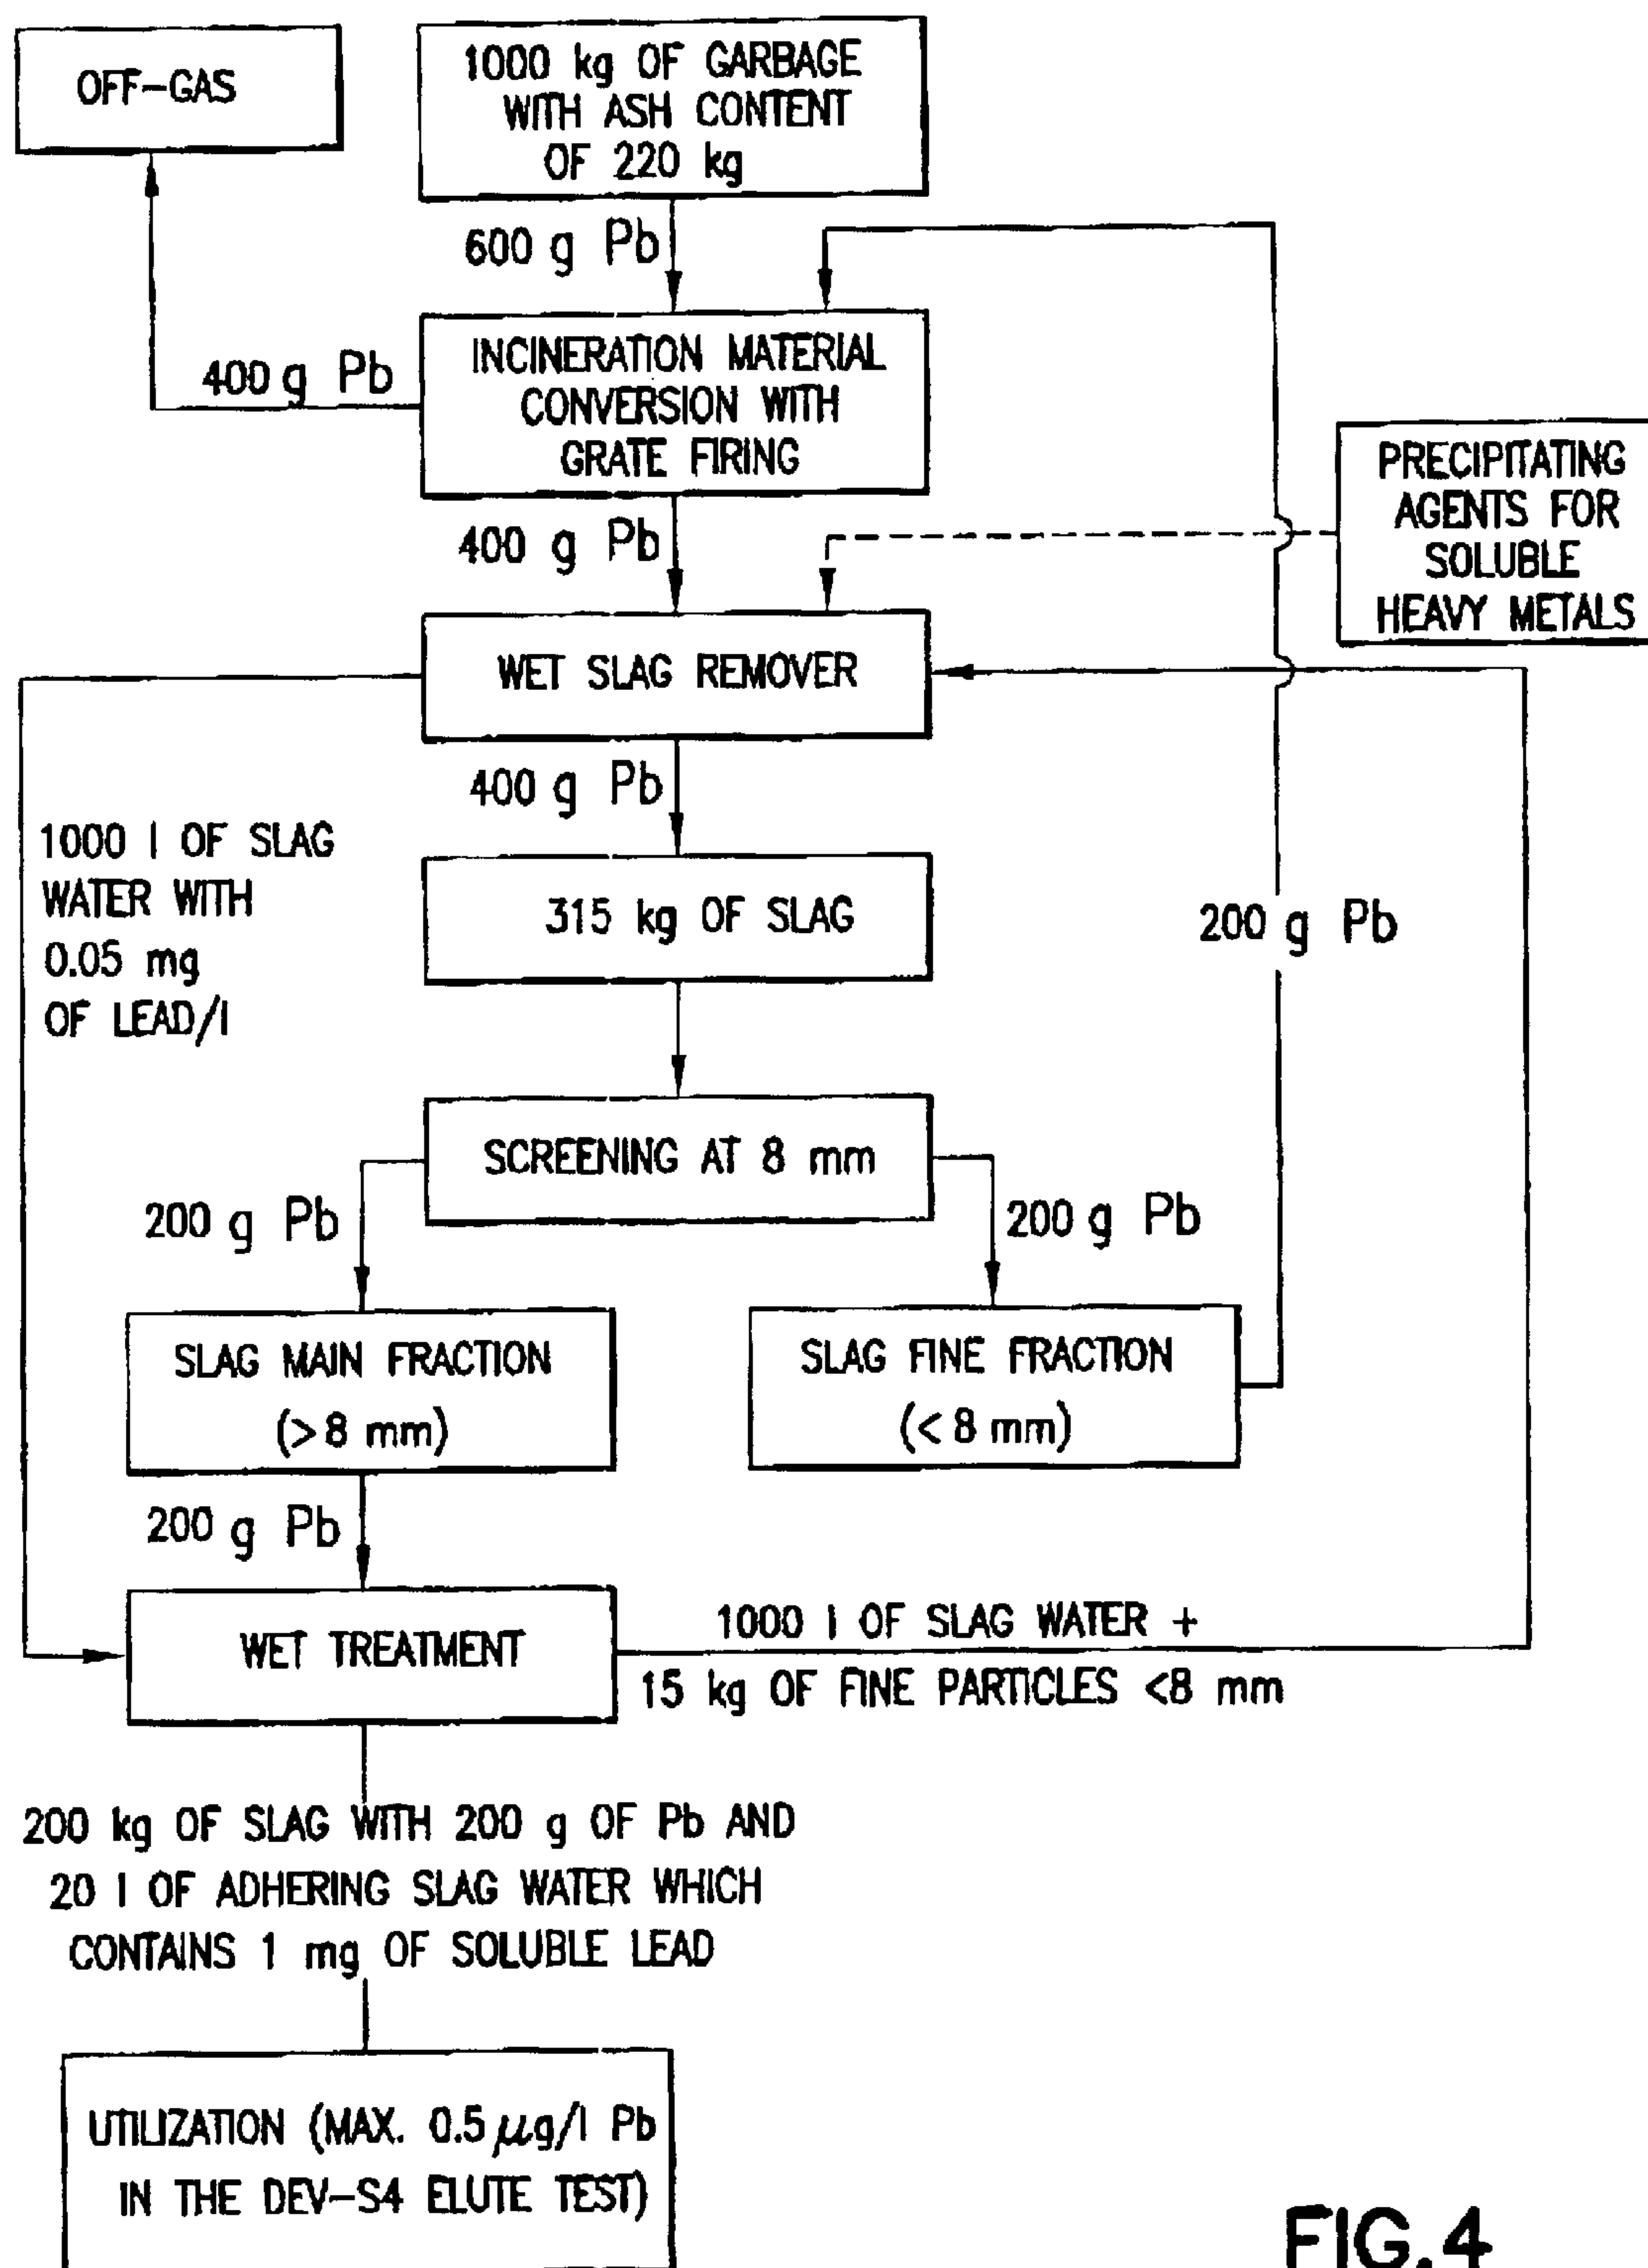 OFF-GAS
1000 kg OF GARBAGE
WITH ASH CONTENT
OF 220 kg
600 g Pb
400 g Pb
INCINERATION MATERIAL
CONVERSION WITH
GRATE FIRING
400 g Pb
PRECIPITATING
AGENTS FOR
SOLUBLE
HEAVY METALS
WET SLAG REMOVER
400 g Pb
1000 l OF SLAG
WATER WITH
0.05 mg
OF LEAD/l
315 kg OF SLAG
200 g Pb
SCREENING AT 8 mm
200 g Pb
200 g Pb
SLAG MAIN FRACTION
(>8 mm)
SLAG FINE FRACTION
(<8 mm)
200 g Pb
WET TREATMENT
1000 l OF SLAG WATER +
15 kg OF FINE PARTICLES <8 mm
200 kg OF SLAG WITH 200 g OF Pb AND
20 l OF ADHERING SLAG WATER WHICH
CONTAINS 1 mg OF SOLUBLE LEAD
UTILIZATION (MAX. 0.5 µg/l Pb
IN THE DEV-S4 ELUTE TEST)
FIG.4